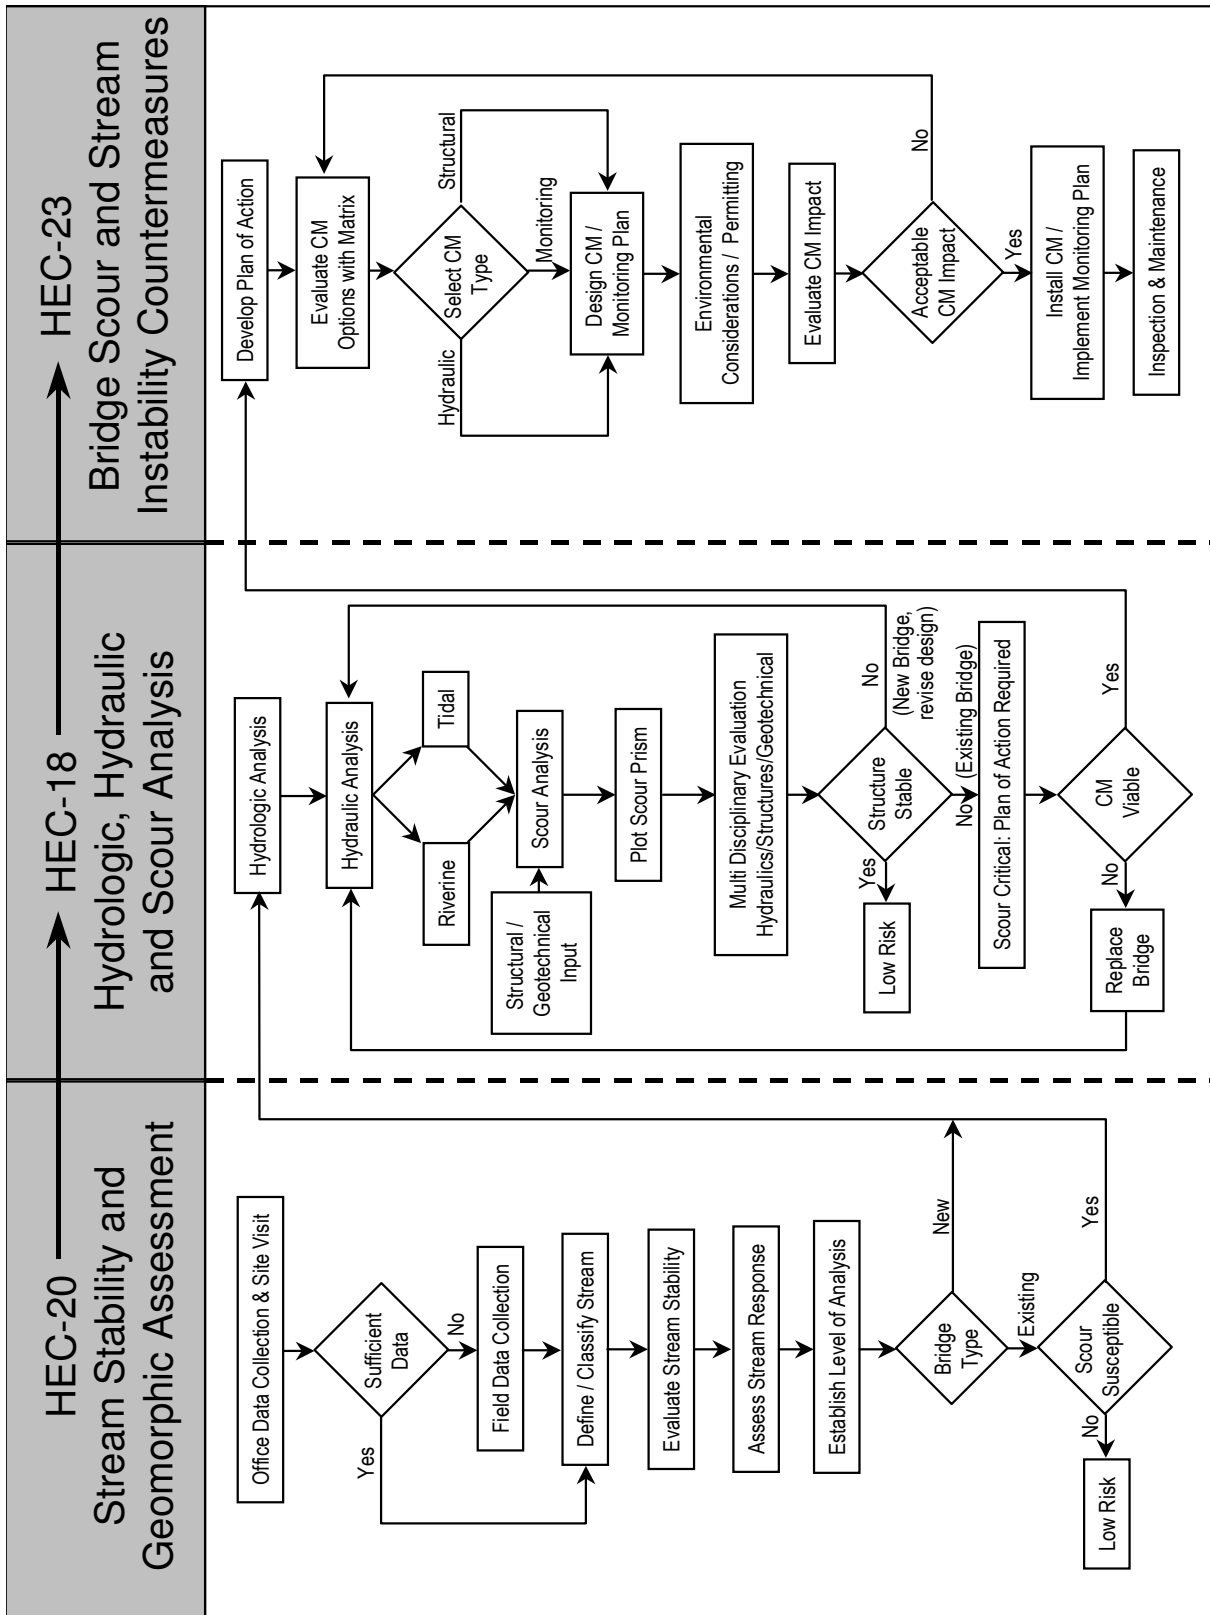 HEC-20
HEC-18
HEC-23
Stream Stability and
Geomorphic Assessment
Hydrologic, Hydraulic
and Scour Analysis
Bridge Scour and Stream
Instability Countermeasures
Office Data Collection & Site Visit
Sufficient
Data
Yes
No
Field Data Collection
Define / Classify Stream
Evaluate Stream Stability
Assess Stream Response
Establish Level of Analysis
Bridge
Type
New
Existing
Scour
Susceptible
No
Yes
Low Risk
Hydrologic Analysis
Hydraulic Analysis
Riverine
Tidal
Structural /
Geotechnical
Input
Scour Analysis
Plot Scour Prism
Multi Disciplinary Evaluation
Hydraulics/Structures/Geotechnical
Structure
Stable
Yes
No
(New Bridge,
revise design)
Low Risk
No (Existing Bridge)
Scour Critical: Plan of Action Required
CM
Viable
No
Yes
Replace
Bridge
Develop Plan of Action
Evaluate CM
Options with Matrix
Select CM
Type
Hydraulic
Structural
Monitoring
Design CM /
Monitoring Plan
Environmental
Considerations / Permitting
Evaluate CM Impact
Acceptable
CM Impact
No
Yes
Install CM /
Implement Monitoring Plan
Inspection & Maintenance